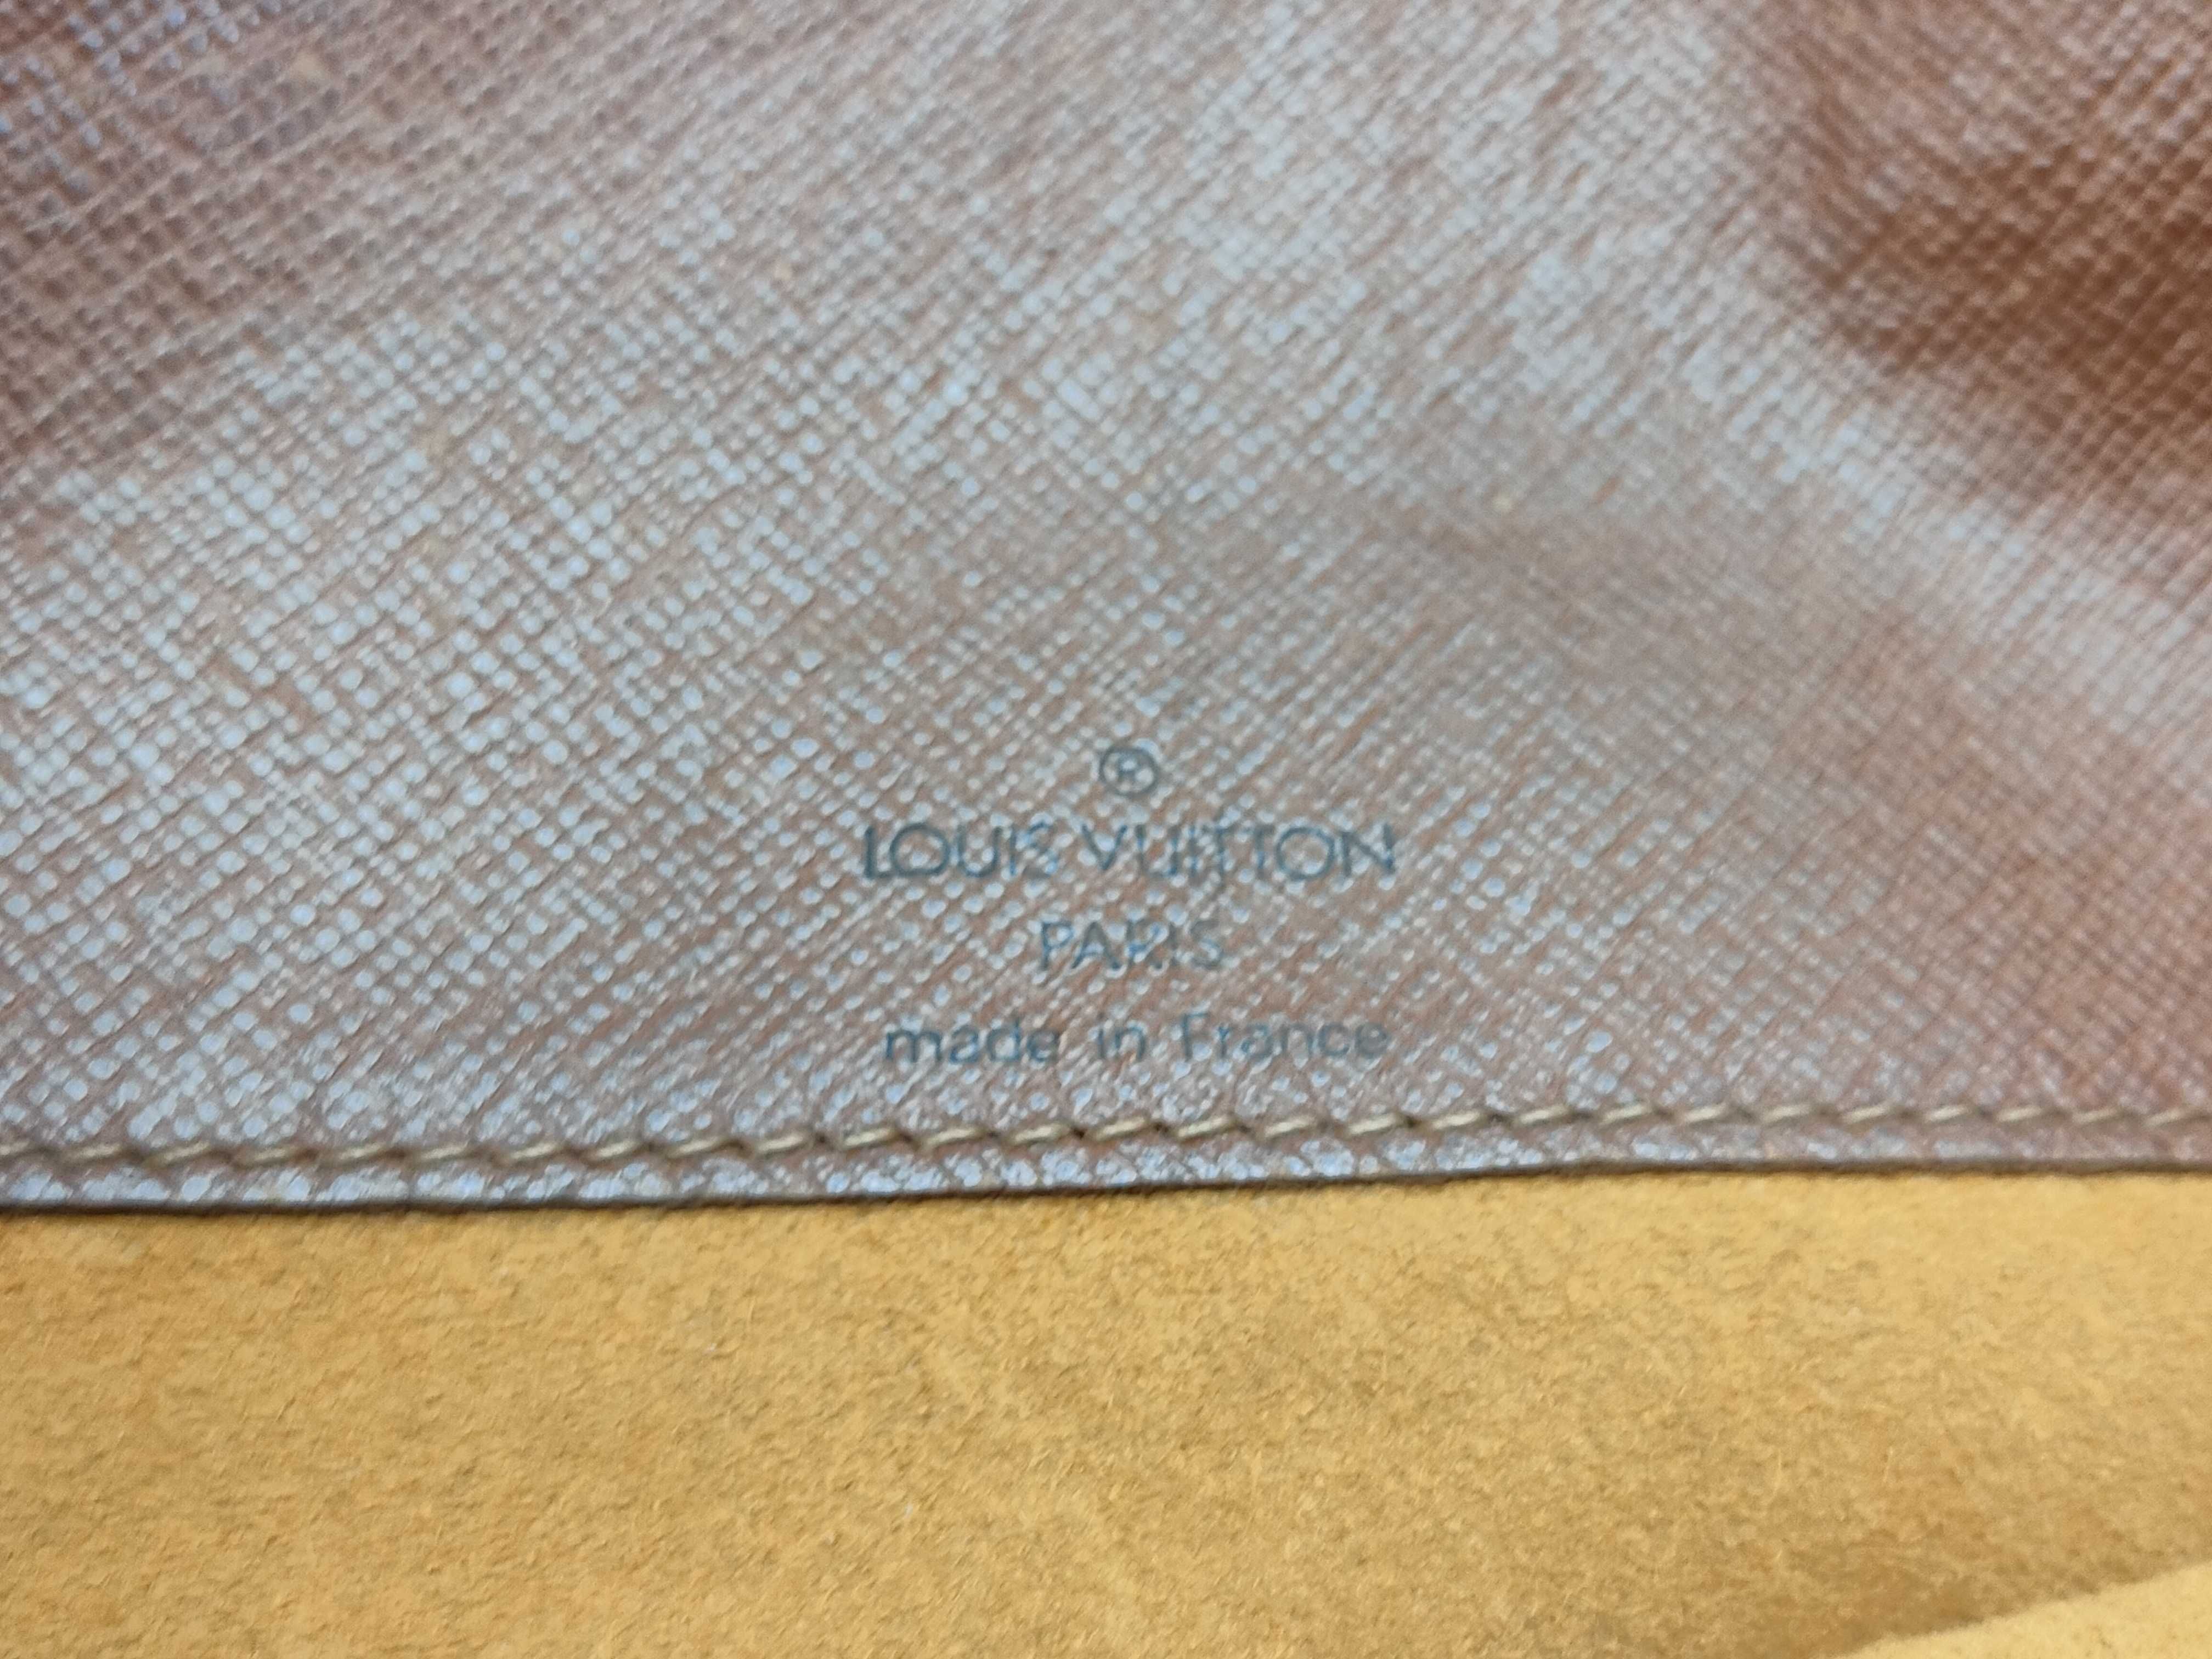 ®
LOUIS VUITTON
PARIS
made in France